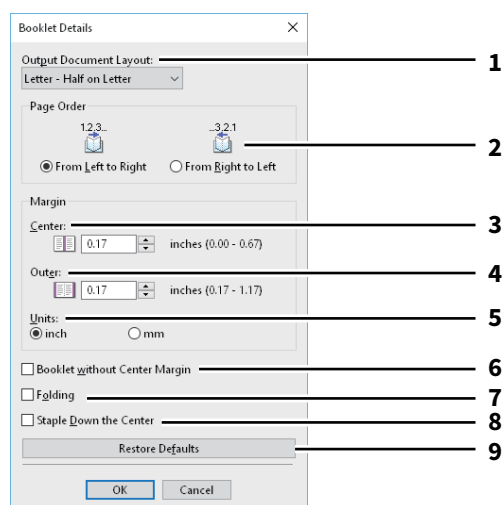 Booklet Details
Output Document Layout: 1
Letter - Half on Letter
Page Order
1.2.3... ...3.2.1
2
From Left to Right From Right to Left
Margin
Center: 3
0.17 inches (0.00 - 0.67)
Outer: 4
0.17 inches (0.17 - 1.17)
Units: 5
inch mm
Booklet without Center Margin 6
Folding 7
Staple Down the Center 8
Restore Defaults 9
OK Cancel